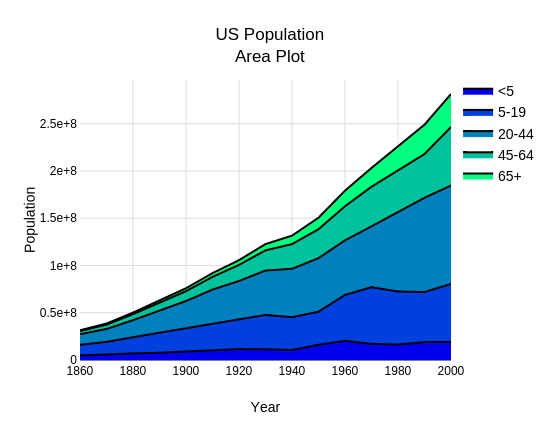 US Population
Area Plot
<5
5-19
20-44
45-64
65+
2.5e+8
2e+8
1.5e+8
1e+8
0.5e+8
0
Population
1860
1880
1900
1920
1940
1960
1980
2000
Year